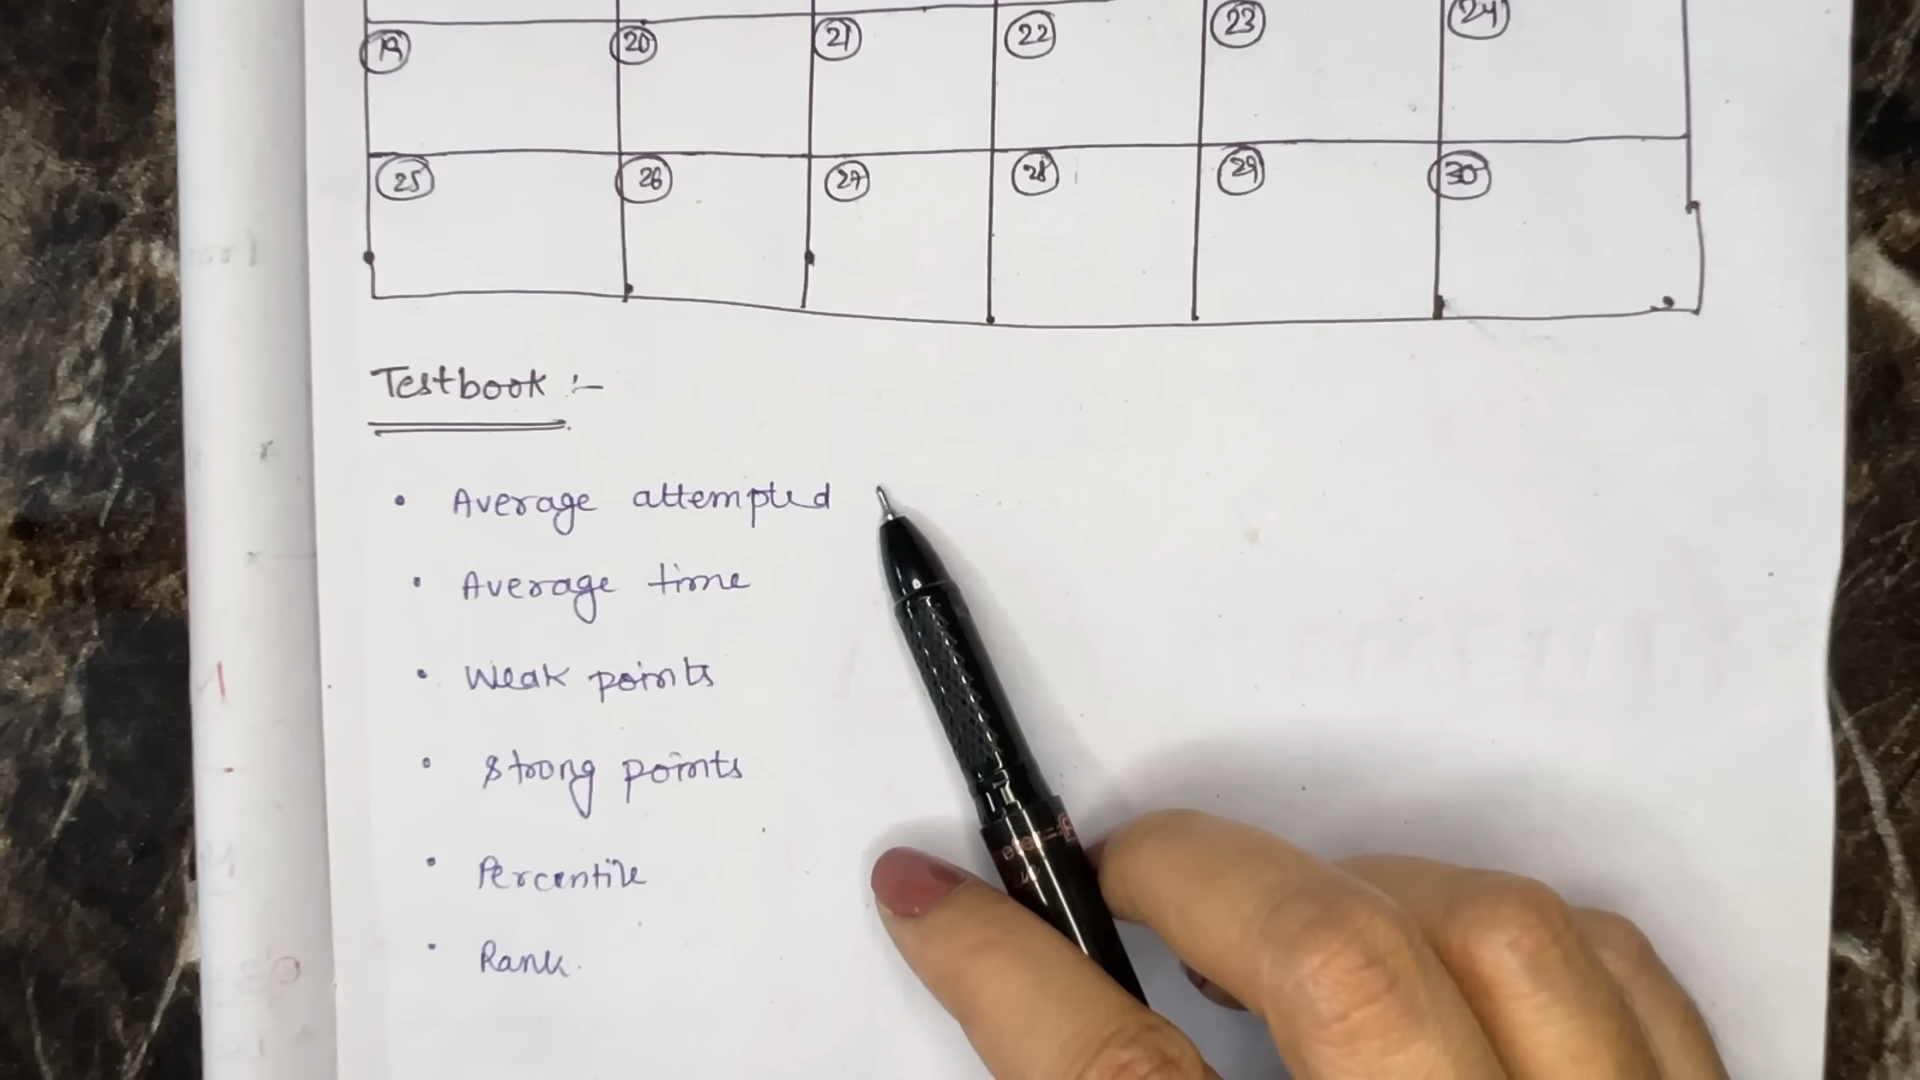 19 20 21 22 23 24
25 26 27 28 29 30
Testbook :-
• Average attempted
• Average time
• Weak points
• Strong points
• Percentile
• Rank.